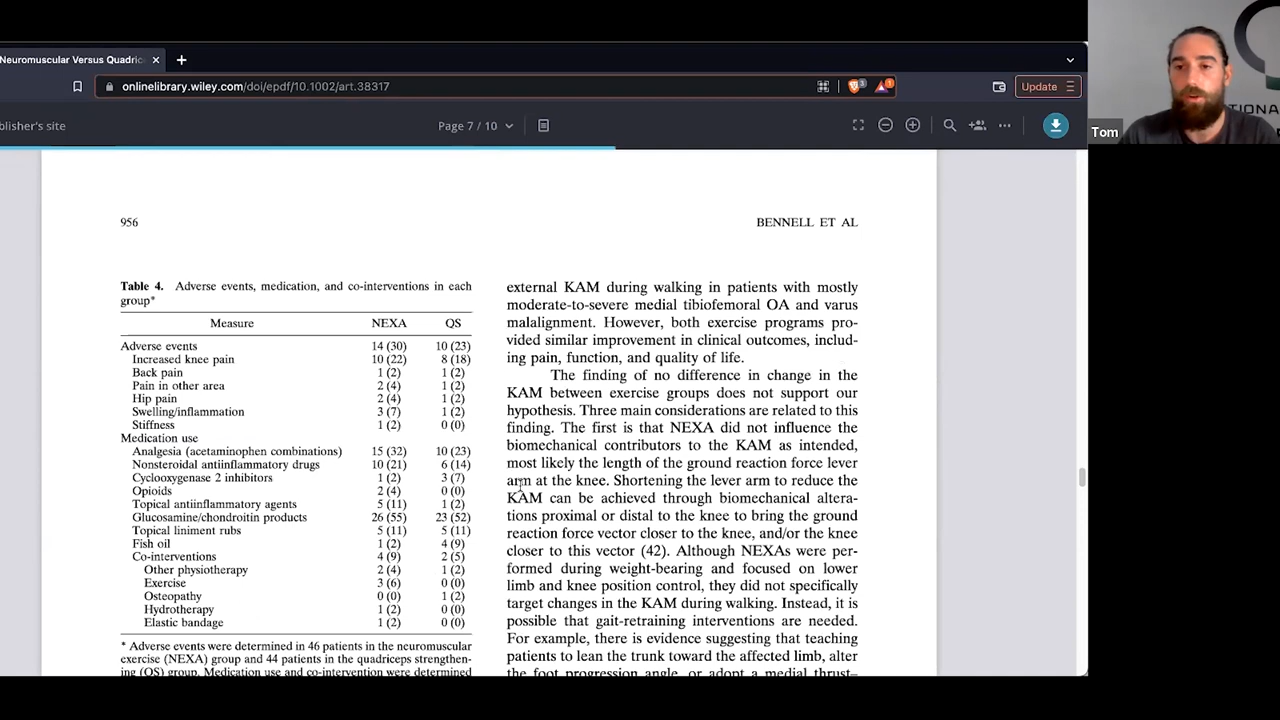 Neuromuscular Versus Quadric
onlinelibrary.wiley.com/doi/epdf/10.1002/art.38317
Update
blisher's site
Page 7 / 10
Tom
TIONA
956
BENNELL ET AL
Table 4. Adverse events, medication, and co-interventions in each
group*
Measure NEXA QS
Adverse events 14 (30) 10 (23)
Increased knee pain 10 (22) 8 (18)
Back pain 1 (2) 1 (2)
Pain in other area 2 (4) 1 (2)
Hip pain 2 (4) 1 (2)
Swelling/inflammation 3 (7) 1 (2)
Stiffness 1 (2) 0 (0)
Medication use
Analgesia (acetaminophen combinations) 15 (32) 10 (23)
Nonsteroidal antiinflammatory drugs 10 (21) 6 (14)
Cyclooxygenase 2 inhibitors 1 (2) 3 (7)
Opioids 2 (4) 0 (0)
Topical antiinflammatory agents 5 (11) 1 (2)
Glucosamine/chondroitin products 26 (55) 23 (52)
Topical liniment rubs 5 (11) 5 (11)
Fish oil 1 (2) 4 (9)
Co-interventions 4 (9) 2 (5)
Other physiotherapy 2 (4) 1 (2)
Exercise 3 (6) 0 (0)
Osteopathy 0 (0) 1 (2)
Hydrotherapy 1 (2) 0 (0)
Elastic bandage 1 (2) 0 (0)
* Adverse events were determined in 46 patients in the neuromuscular
exercise (NEXA) group and 44 patients in the quadriceps strengthen-
ing (QS) group. Medication use and co-intervention were determined
external KAM during walking in patients with mostly
moderate-to-severe medial tibiofemoral OA and varus
malalignment. However, both exercise programs pro-
vided similar improvement in clinical outcomes, includ-
ing pain, function, and quality of life.
The finding of no difference in change in the
KAM between exercise groups does not support our
hypothesis. Three main considerations are related to this
finding. The first is that NEXA did not influence the
biomechanical contributors to the KAM as intended,
most likely the length of the ground reaction force lever
arm at the knee. Shortening the lever arm to reduce the
KAM can be achieved through biomechanical altera-
tions proximal or distal to the knee to bring the ground
reaction force vector closer to the knee, and/or the knee
closer to this vector (42). Although NEXAs were per-
formed during weight-bearing and focused on lower
limb and knee position control, they did not specifically
target changes in the KAM during walking. Instead, it is
possible that gait-retraining interventions are needed.
For example, there is evidence suggesting that teaching
patients to lean the trunk toward the affected limb, alter
the foot progression angle, or adopt a medial thrust–